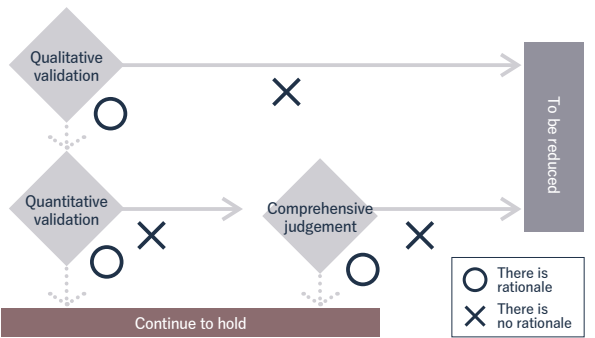 Qualitative
validation
To be reduced
Quantitative
validation
Comprehensive
judgement
There is
rationale
There is
no rationale
Continue to hold